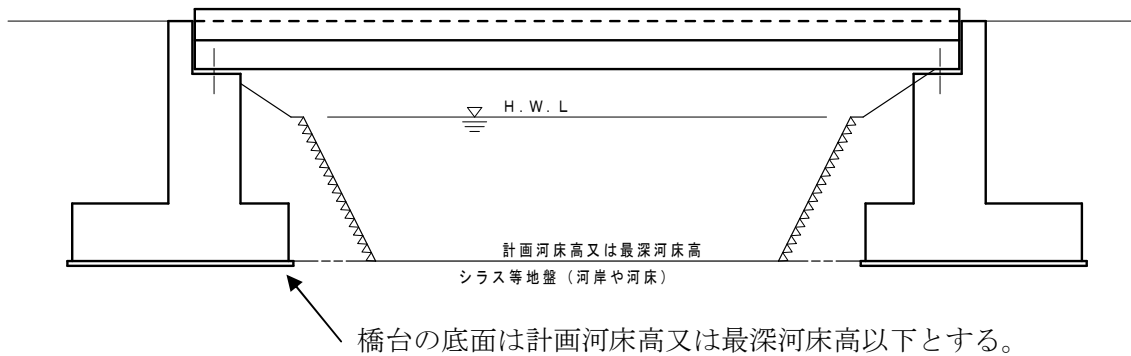 H.W.L
計画河床高又は最深河床高
シラス等地盤（河岸や河床）
橋台の底面は計画河床高又は最深河床高以下とする。